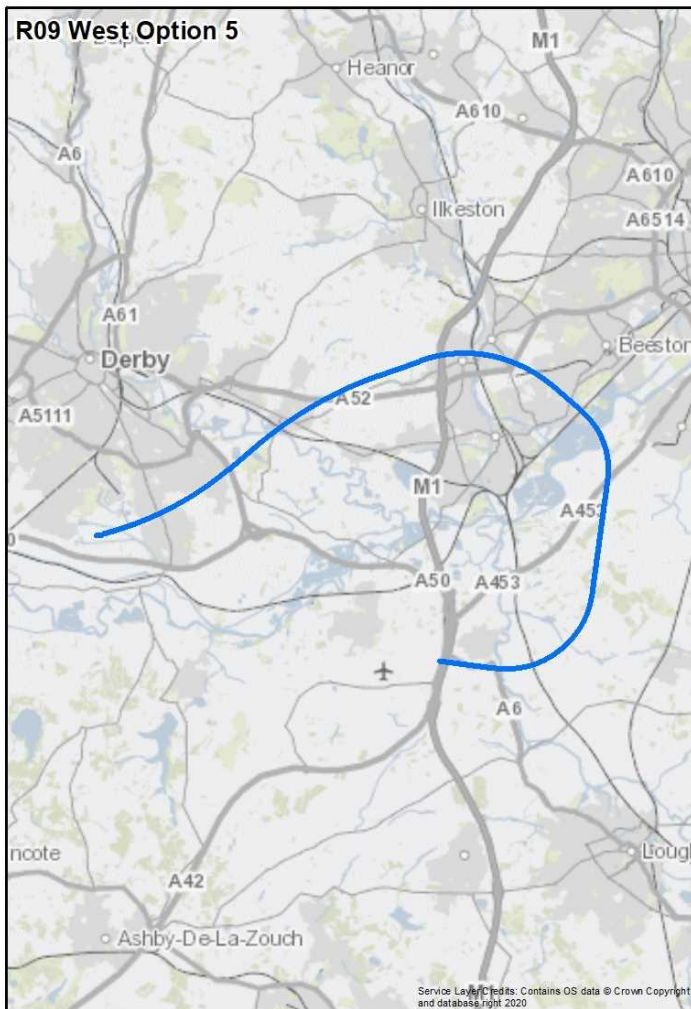 R09 West Option 5
M1
Heanor
A610
A6
A610
Ilkeston
A6514
A61
Beeston
Derby
A52
A5111
M1
A453
A50
A453
A6
ncote
Lough
A42
Ashby-De-La-Zouch
M1
Service Layer Credits: Contains OS data © Crown Copyright
and database right 2020